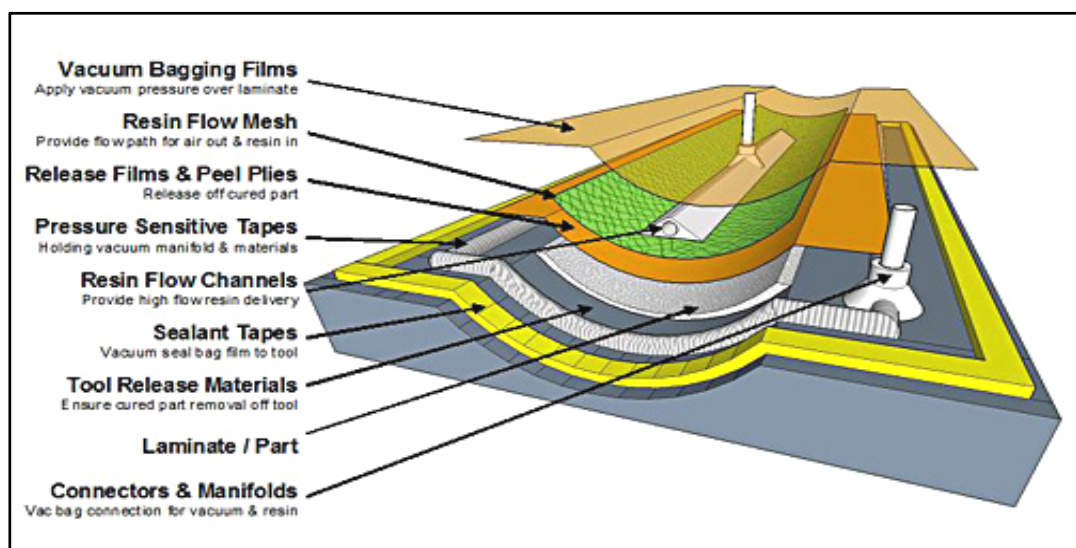 Vacuum Bagging Films
Apply vacuum pressure over laminate
Resin Flow Mesh
Provide flow path for air out & resin in
Release Films & Peel Plies
Release off cured part
Pressure Sensitive Tapes
Holding vacuum manifold & materials
Resin Flow Channels
Provide high flow resin delivery
Sealant Tapes
Vacuum seal bag film to tool
Tool Release Materials
Ensure cured part removal off tool
Laminate / Part
Connectors & Manifolds
Vac bag connection for vacuum & resin